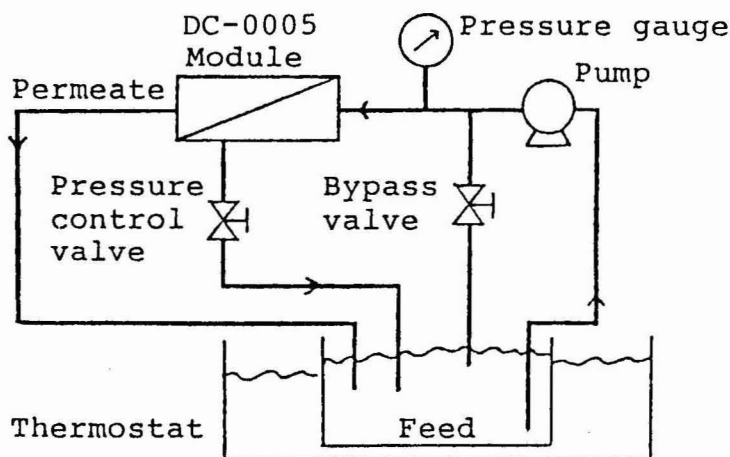 DC-0005
Module
Pressure gauge
Pump
Permeate
Pressure
control
valve
Bypass
valve
Thermostat
Feed